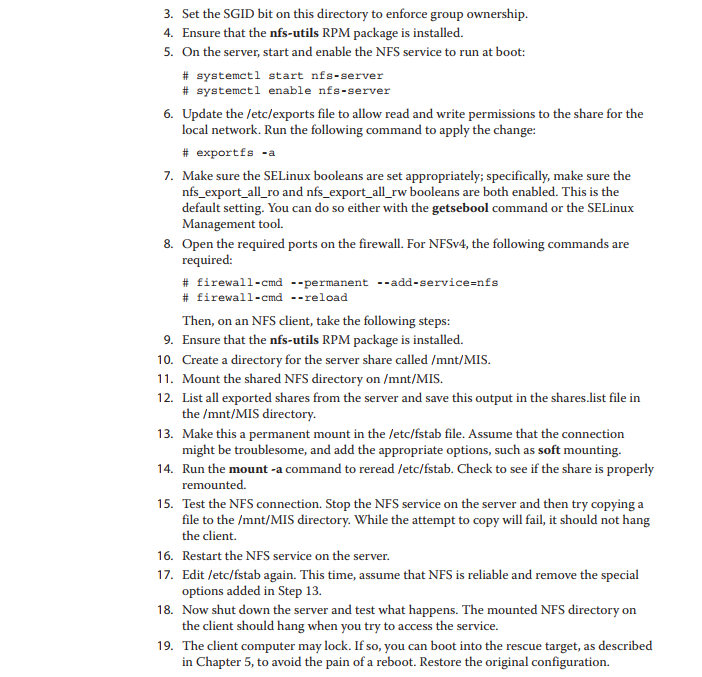 3. Set the SGID bit on this directory to enforce group ownership.
4. Ensure that the nfs-utils RPM package is installed.
5. On the server, start and enable the NFS service to run at boot:
# systemctl start nfs-server
# systemctl enable nfs-server
6. Update the /etc/exports file to allow read and write permissions to the share for the
local network. Run the following command to apply the change:
# exportfs -a
7. Make sure the SELinux booleans are set appropriately; specifically, make sure the
nfs_export_all_ro and nfs_export_all_rw booleans are both enabled. This is the
default setting. You can do so either with the getsebool command or the SELinux
Management tool.
8. Open the required ports on the firewall. For NFSv4, the following commands are
required:
# firewall-cmd --permanent --add-service=nfs
# firewall-cmd --reload
Then, on an NFS client, take the following steps:
9. Ensure that the nfs-utils RPM package is installed.
10. Create a directory for the server share called /mnt/MIS.
11. Mount the shared NFS directory on /mnt/MIS.
12. List all exported shares from the server and save this output in the shares.list file in
the /mnt/MIS directory.
13. Make this a permanent mount in the /etc/fstab file. Assume that the connection
might be troublesome, and add the appropriate options, such as soft mounting.
14. Run the mount -a command to reread /etc/fstab. Check to see if the share is properly
remounted.
15. Test the NFS connection. Stop the NFS service on the server and then try copying a
file to the /mnt/MIS directory. While the attempt to copy will fail, it should not hang
the client.
16. Restart the NFS service on the server.
17. Edit /etc/fstab again. This time, assume that NFS is reliable and remove the special
options added in Step 13.
18. Now shut down the server and test what happens. The mounted NFS directory on
the client should hang when you try to access the service.
19. The client computer may lock. If so, you can boot into the rescue target, as described
in Chapter 5, to avoid the pain of a reboot. Restore the original configuration.